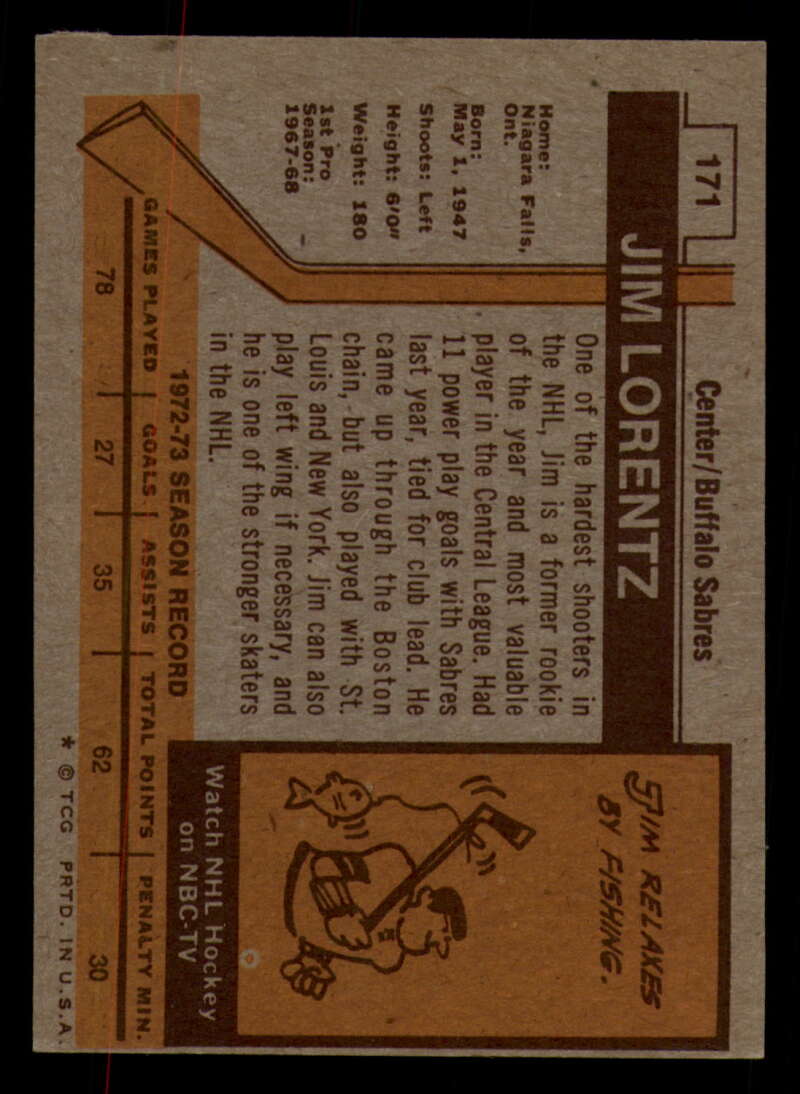 171
Center/Buffalo Sabres
JIM LORENTZ
Home:
Niagara Falls,
Ont.
Born:
May 1, 1947
Shoots: Left
Height: 6'0"
Weight: 180
1st Pro
Season:
1967-68
One of the hardest shooters in
the NHL, Jim is a former rookie
of the year and most valuable
player in the Central League. Had
11 power play goals with Sabres
last year, tied for club lead. He
came up through the Boston
chain, but also played with St.
Louis and New York. Jim can also
play left wing if necessary, and
he is one of the stronger skaters
in the NHL.
JIM RELAXES
BY FISHING.
Watch NHL Hockey
on NBC-TV
1972-73 SEASON RECORD
GAMES PLAYED GOALS ASSISTS TOTAL POINTS PENALTY MIN.
78 27 35 62 30
* © TCG PRTD. IN U.S.A.